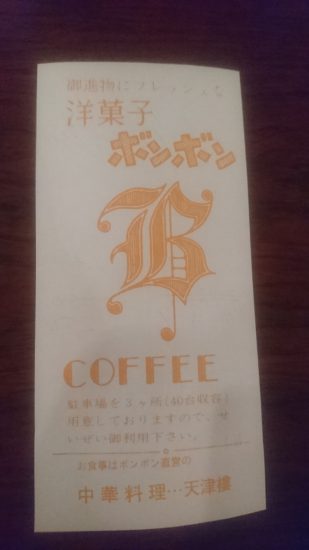 御進物にフレッシュな
洋菓子
ボンボン
B
COFFEE
駐車場を3ヶ所(40台収容)
用意しておりますので、せ
いぜい御利用下さい。
お食事はボンボン直営の
中華料理…天津樓